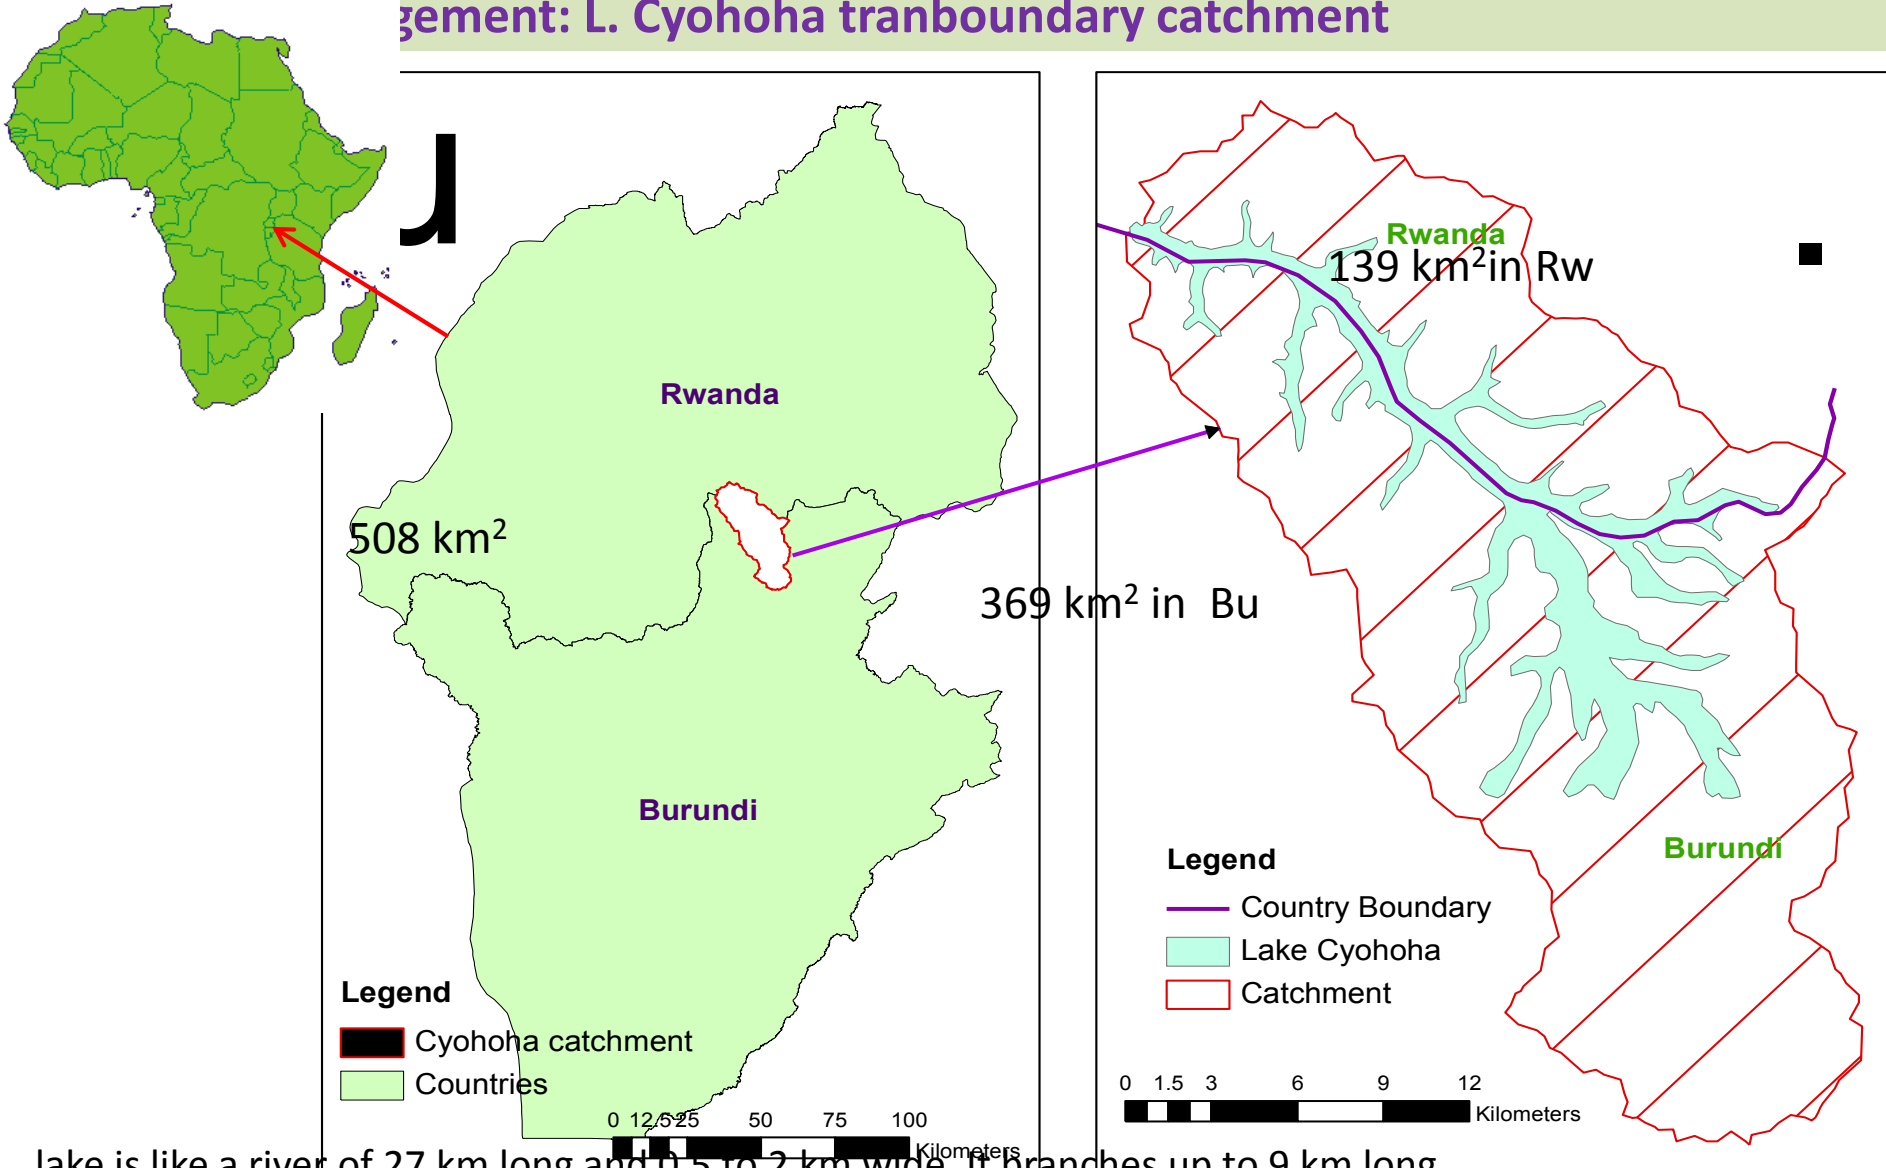 gement: L. Cyohoha tranboundary catchment
u
Rwanda
139 km²in Rw
Rwanda
508 km²
369 km² in Bu
Burundi
Burundi
Legend
Country Boundary
Lake Cyohoha
Catchment
0 1.5 3 6 9 12
Kilometers
Legend
Cyohoha catchment
Countries
0 12.5 25 50 75 100
Kilometers
lake is like a river of 27 km long and 0.5 to 2 km wide. It branches up to 9 km long